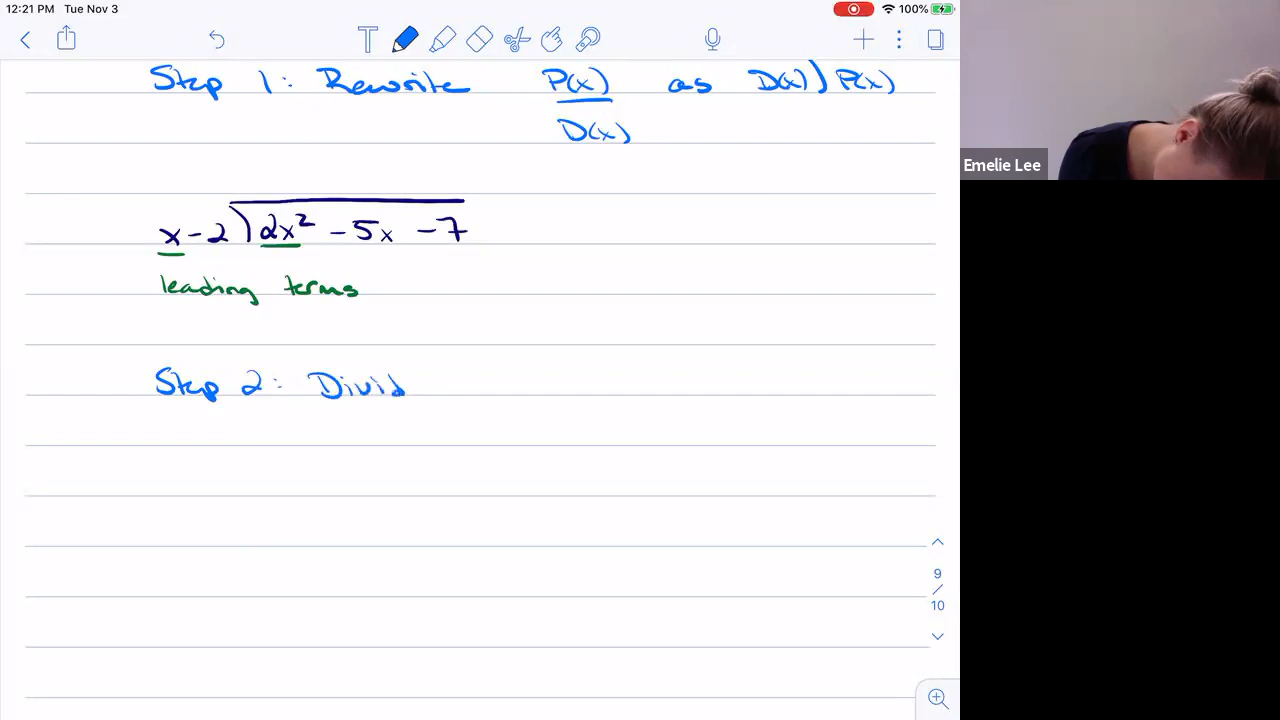 12:21 PM Tue Nov 3 100%
T
Step 1: Rewrite P(x)/D(x) as D(x))P(x)
Emelie Lee
x-2)2x²-5x-7
leading terms
Step 2: Divid
9
/
10